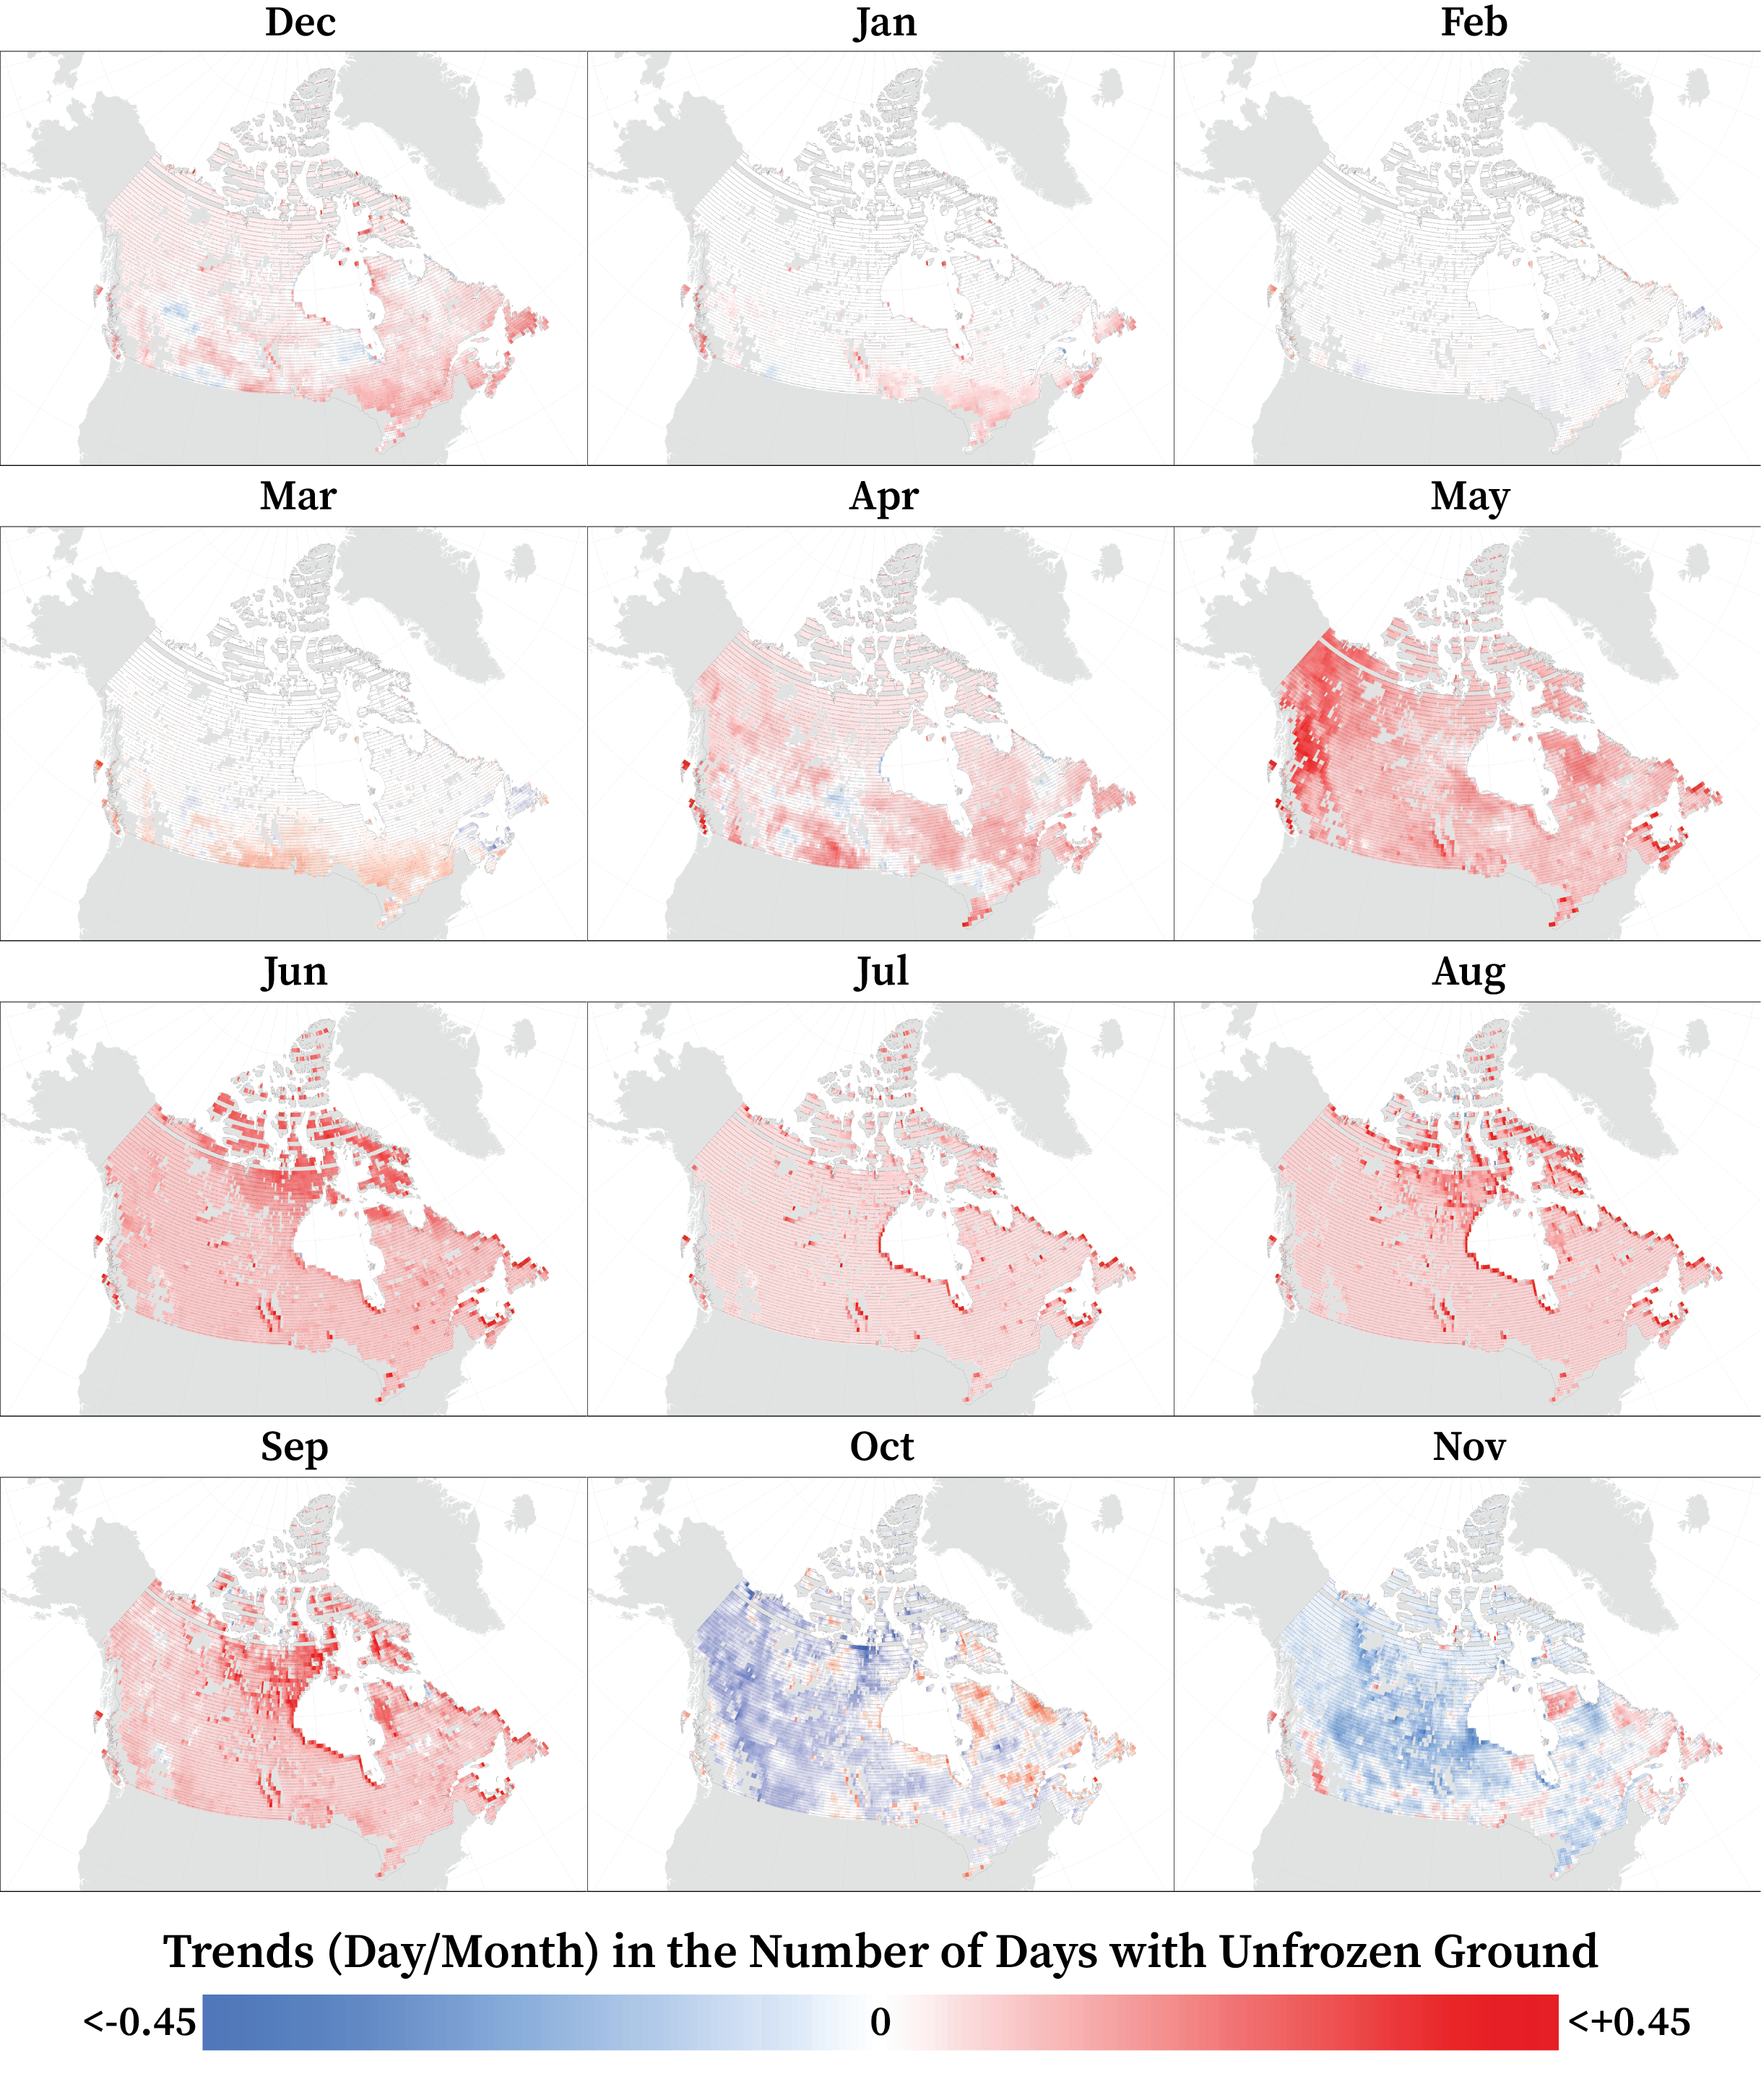 Dec
Jan
Feb
Mar
Apr
May
Jun
Jul
Aug
Sep
Oct
Nov
Trends (Day/Month) in the Number of Days with Unfrozen Ground
<-0.45
0
<+0.45